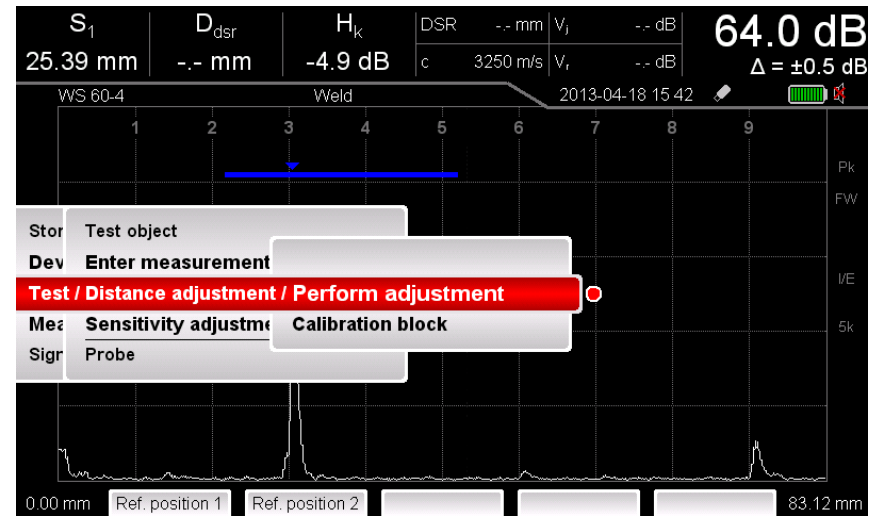 S1 Ddsr Hk DSR -.- mm Vj -.- dB 64.0 dB
25.39 mm -.- mm -4.9 dB c 3250 m/s Vr -.- dB Δ = ±0.5 dB
WS 60-4 Weld 2013-04-18 15 42
1 2 3 4 5 6 7 8 9
Pk
FW
Stor Test object
Dev Enter measurement
I/E
Test / Distance adjustment / Perform adjustment
Mea Sensitivity adjustme Calibration block
5k
Sigr Probe
0.00 mm Ref. position 1 Ref. position 2 83.12 mm